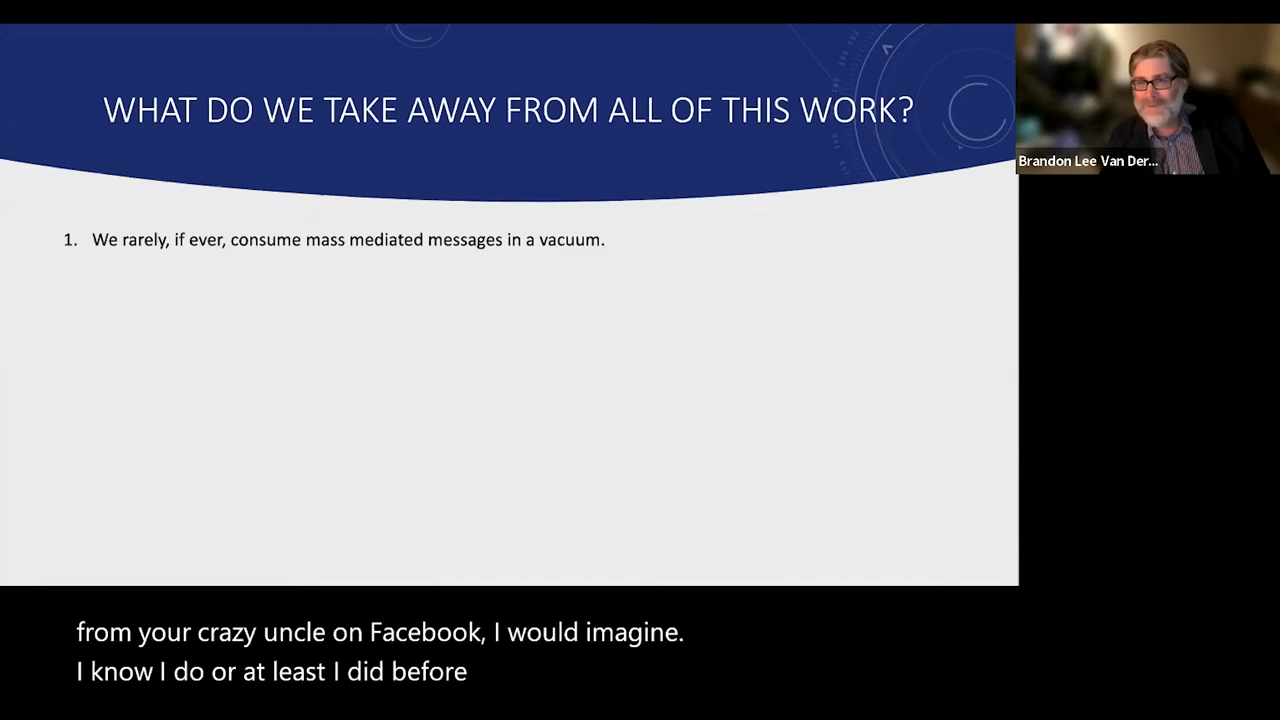 WHAT DO WE TAKE AWAY FROM ALL OF THIS WORK?
Brandon Lee Van Der...
1. We rarely, if ever, consume mass mediated messages in a vacuum.
from your crazy uncle on Facebook, I would imagine.
I know I do or at least I did before